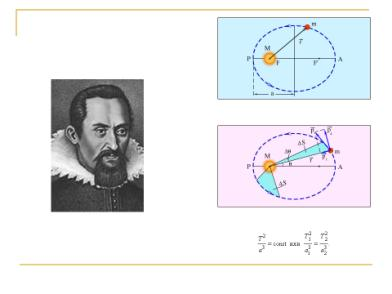 m
M
r
P F F' A
a
ΔS
M Δθ m
P θ r A
ΔS
T²/a³ = const или T₁²/a₁³ = T₂²/a₂³